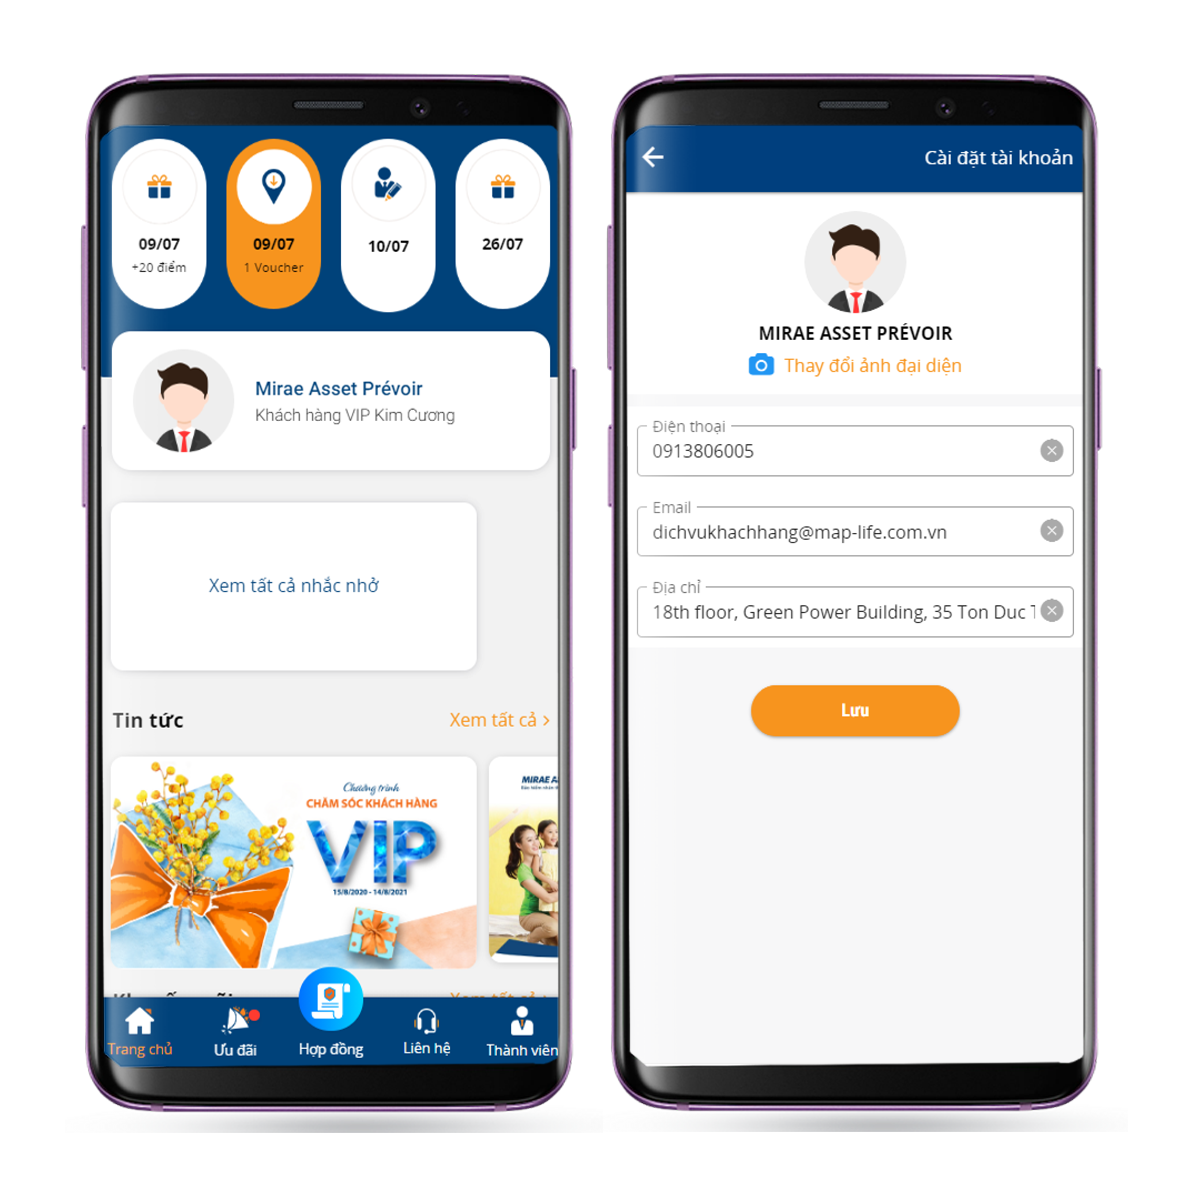 09/07
+20 điểm
09/07
1 Voucher
10/07
26/07
Mirae Asset Prévoir
Khách hàng VIP Kim Cương
Xem tất cả nhắc nhở
Tin tức
Xem tất cả ›
Chương trình
CHĂM SÓC KHÁCH HÀNG
VIP
15/8/2020 - 14/8/2021
MIRAE A
Trang chủ
Ưu đãi
Hợp đồng
Liên hệ
Thành viên
Cài đặt tài khoản
MIRAE ASSET PRÉVOIR
Thay đổi ảnh đại diện
Điện thoại
0913806005
Email
dichvukhachhang@map-life.com.vn
Địa chỉ
18th floor, Green Power Building, 35 Ton Duc T
Lưu